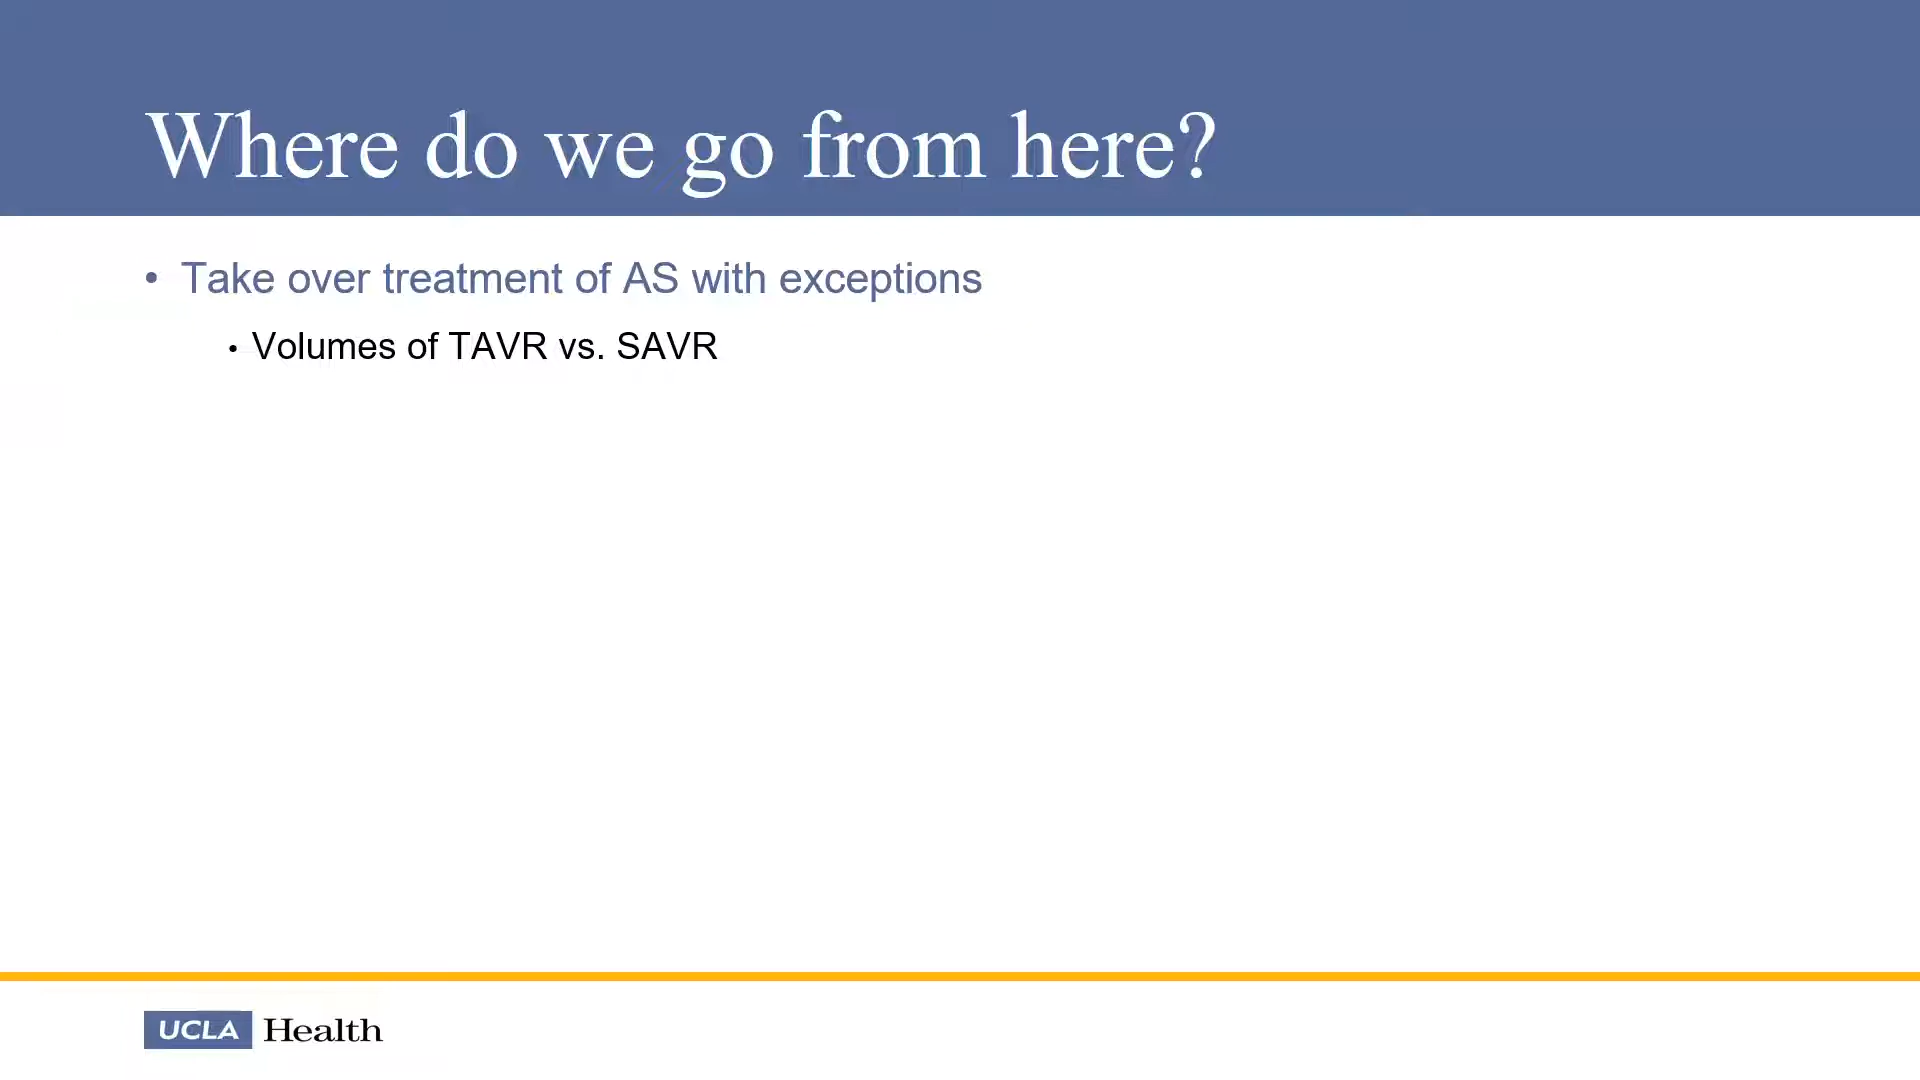 Where do we go from here?
• Take over treatment of AS with exceptions
• Volumes of TAVR vs. SAVR
UCLA Health